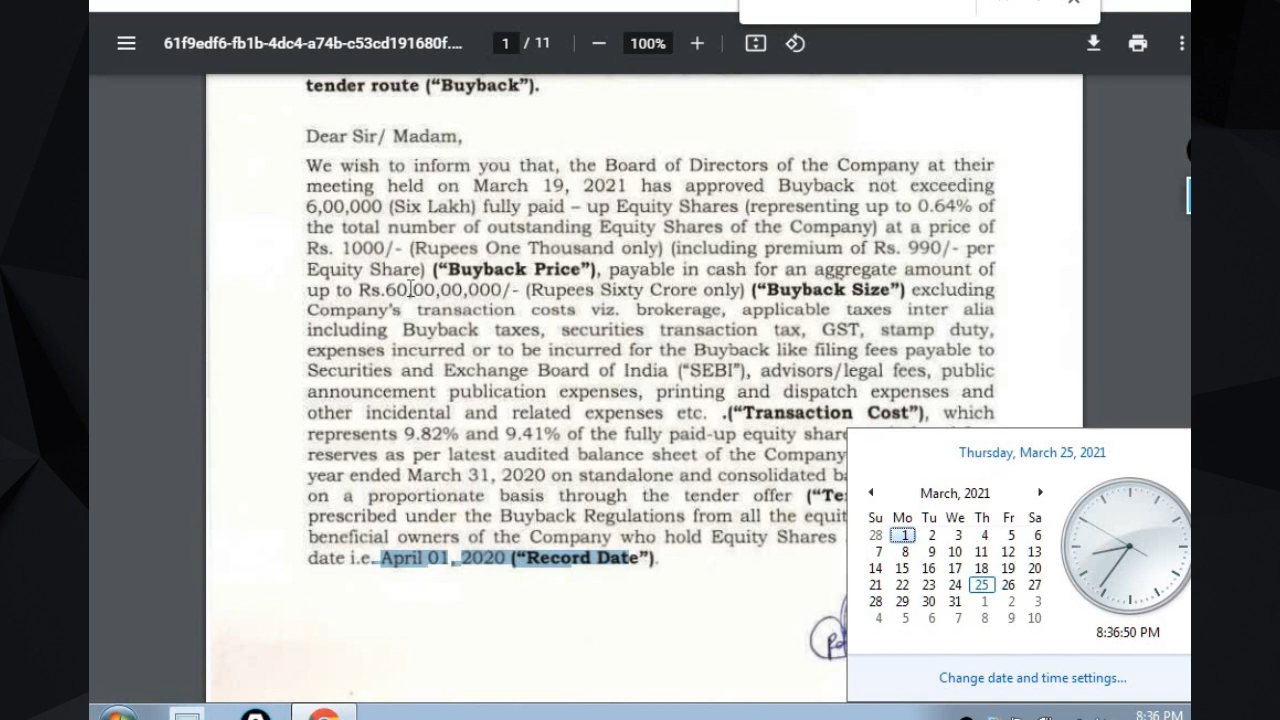 61f9edf6-fb1b-4dc4-a74b-c53cd191680f....
1 / 11
100%
tender route (“Buyback”).
Dear Sir/ Madam,
We wish to inform you that, the Board of Directors of the Company at their
meeting held on March 19, 2021 has approved Buyback not exceeding
6,00,000 (Six Lakh) fully paid – up Equity Shares (representing up to 0.64% of
the total number of outstanding Equity Shares of the Company) at a price of
Rs. 1000/- (Rupees One Thousand only) (including premium of Rs. 990/- per
Equity Share) (“Buyback Price”), payable in cash for an aggregate amount of
up to Rs.60,00,00,000/- (Rupees Sixty Crore only) (“Buyback Size”) excluding
Company’s transaction costs viz. brokerage, applicable taxes inter alia
including Buyback taxes, securities transaction tax, GST, stamp duty,
expenses incurred or to be incurred for the Buyback like filing fees payable to
Securities and Exchange Board of India (“SEBI”), advisors/legal fees, public
announcement publication expenses, printing and dispatch expenses and
other incidental and related expenses etc. .(“Transaction Cost”), which
represents 9.82% and 9.41% of the fully paid-up equity share
reserves as per latest audited balance sheet of the Company
year ended March 31, 2020 on standalone and consolidated
on a proportionate basis through the tender offer
prescribed under the Buyback Regulations from all the
beneficial owners of the Company who hold Equity Shares
date i.e. April 01, 2020 (“Record Date”).
Thursday, March 25, 2021
March, 2021
Su Mo Tu We Th Fr Sa
28 1 2 3 4 5 6
7 8 9 10 11 12 13
14 15 16 17 18 19 20
21 22 23 24 25 26 27
28 29 30 31 1 2 3
4 5 6 7 8 9 10
8:36:50 PM
Change date and time settings...
8:36 PM